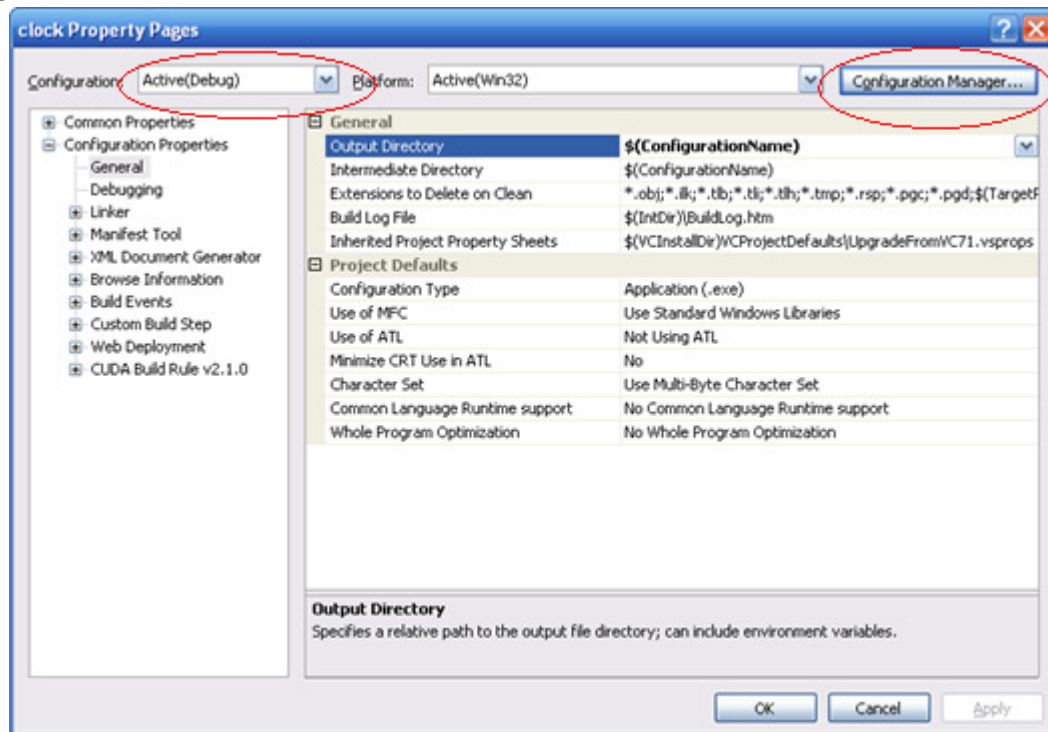 clock Property Pages
Configuration: Active(Debug) Platform: Active(Win32) Configuration Manager...
Common Properties
Configuration Properties
General
Debugging
Linker
Manifest Tool
XML Document Generator
Browse Information
Build Events
Custom Build Step
Web Deployment
CUDA Build Rule v2.1.0
General
Output Directory $(ConfigurationName)
Intermediate Directory $(ConfigurationName)
Extensions to Delete on Clean *.obj;*.ilk;*.tlb;*.tli;*.tlh;*.tmp;*.rsp;*.pgc;*.pgd;$(TargetP
Build Log File $(IntDir)\BuildLog.htm
Inherited Project Property Sheets $(VCInstallDir)VCProjectDefaults\UpgradeFromVC71.vsprops
Project Defaults
Configuration Type Application (.exe)
Use of MFC Use Standard Windows Libraries
Use of ATL Not Using ATL
Minimize CRT Use in ATL No
Character Set Use Multi-Byte Character Set
Common Language Runtime support No Common Language Runtime support
Whole Program Optimization No Whole Program Optimization
Output Directory
Specifies a relative path to the output file directory; can include environment variables.
OK Cancel Apply